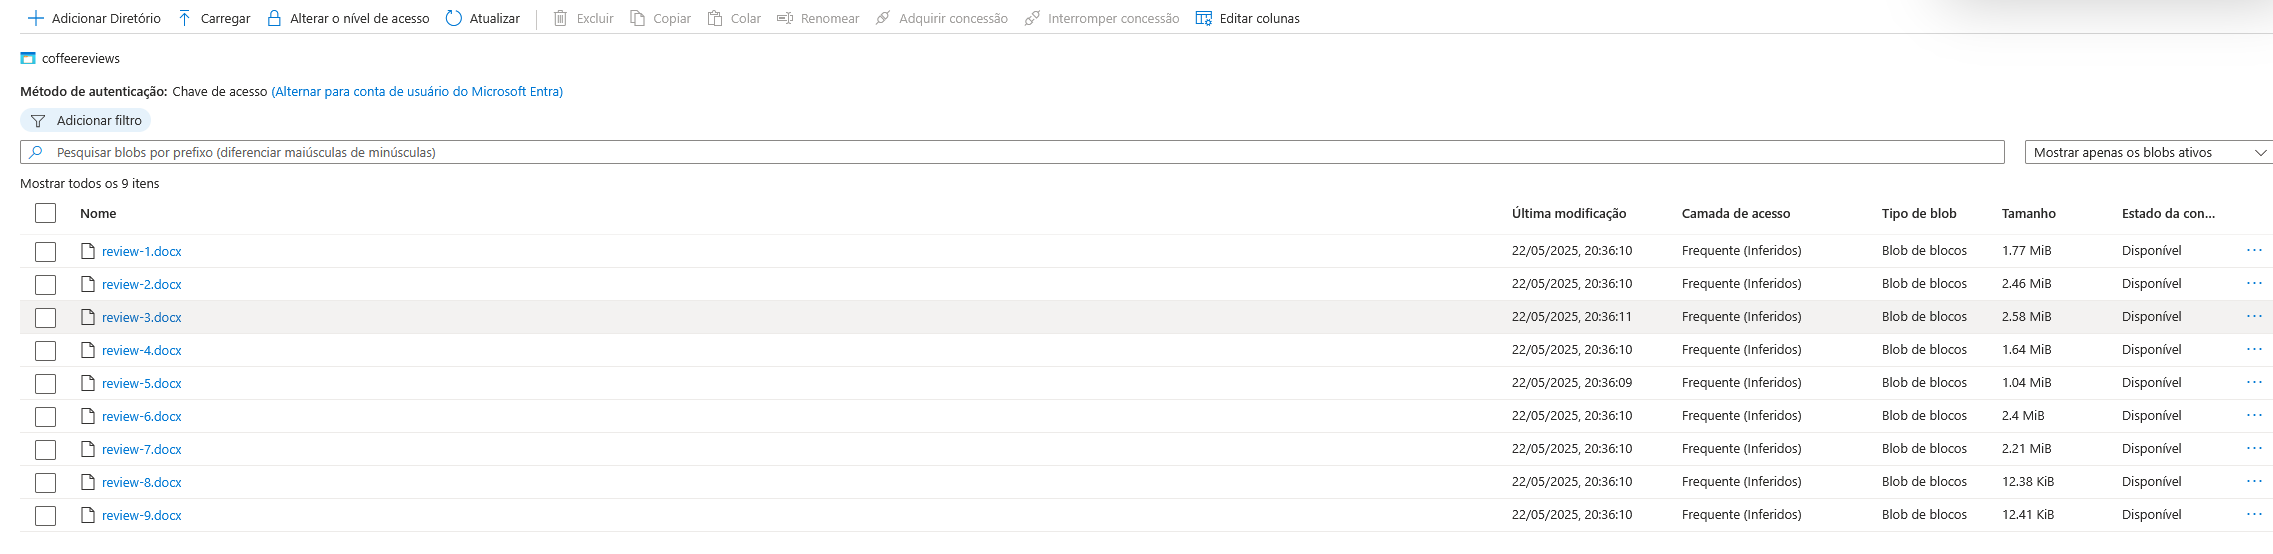 Adicionar Diretório Carregar Alterar o nível de acesso Atualizar Excluir Copiar Colar Renomear Adquirir concessão Interromper concessão Editar colunas
coffeereviews
Método de autenticação: Chave de acesso (Alternar para conta de usuário do Microsoft Entra)
Adicionar filtro
Pesquisar blobs por prefixo (diferenciar maiúsculas de minúsculas) Mostrar apenas os blobs ativos
Mostrar todos os 9 itens
Nome Última modificação Camada de acesso Tipo de blob Tamanho Estado da con...
review-1.docx 22/05/2025, 20:36:10 Frequente (Inferidos) Blob de blocos 1.77 MiB Disponível ...
review-2.docx 22/05/2025, 20:36:10 Frequente (Inferidos) Blob de blocos 2.46 MiB Disponível ...
review-3.docx 22/05/2025, 20:36:11 Frequente (Inferidos) Blob de blocos 2.58 MiB Disponível ...
review-4.docx 22/05/2025, 20:36:10 Frequente (Inferidos) Blob de blocos 1.64 MiB Disponível ...
review-5.docx 22/05/2025, 20:36:09 Frequente (Inferidos) Blob de blocos 1.04 MiB Disponível ...
review-6.docx 22/05/2025, 20:36:10 Frequente (Inferidos) Blob de blocos 2.4 MiB Disponível ...
review-7.docx 22/05/2025, 20:36:10 Frequente (Inferidos) Blob de blocos 2.21 MiB Disponível ...
review-8.docx 22/05/2025, 20:36:10 Frequente (Inferidos) Blob de blocos 12.38 KiB Disponível ...
review-9.docx 22/05/2025, 20:36:10 Frequente (Inferidos) Blob de blocos 12.41 KiB Disponível ...